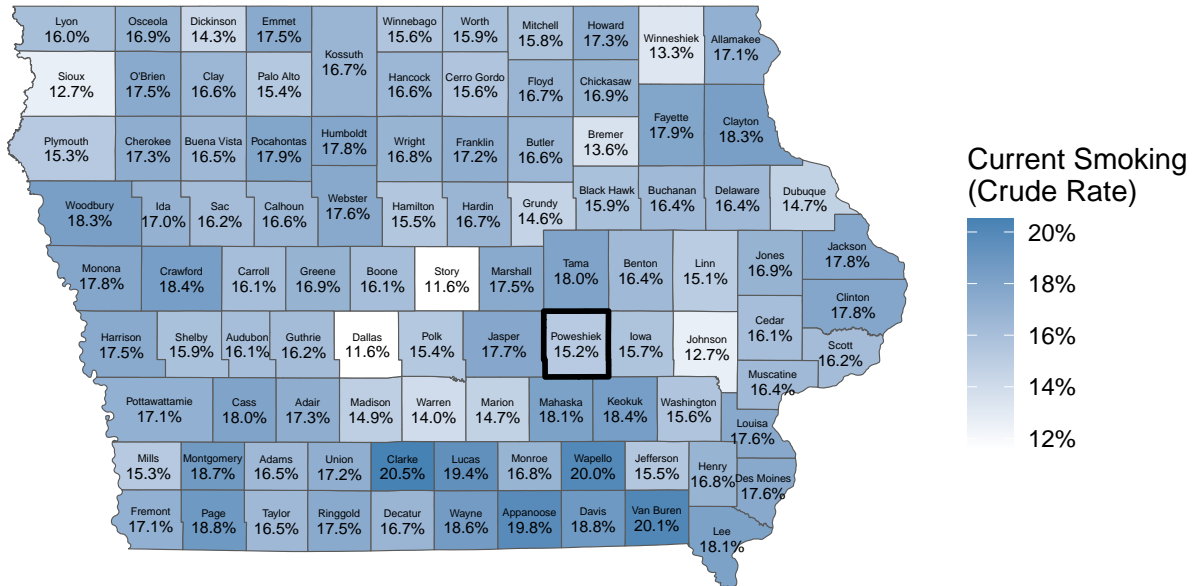 Lyon
16.0%
Osceola
16.9%
Dickinson
14.3%
Emmet
17.5%
Kossuth
16.7%
Winnebago
15.6%
Worth
15.9%
Mitchell
15.8%
Howard
17.3%
Winneshiek
13.3%
Allamakee
17.1%
Sioux
12.7%
O'Brien
17.5%
Clay
16.6%
Palo Alto
15.4%
Hancock
16.6%
Cerro Gordo
15.6%
Floyd
16.7%
Chickasaw
16.9%
Fayette
17.9%
Clayton
18.3%
Plymouth
15.3%
Cherokee
17.3%
Buena Vista
16.5%
Pocahontas
17.9%
Humboldt
17.8%
Wright
16.8%
Franklin
17.2%
Butler
16.6%
Bremer
13.6%
Woodbury
18.3%
Ida
17.0%
Sac
16.2%
Calhoun
16.6%
Webster
17.6%
Hamilton
15.5%
Hardin
16.7%
Grundy
14.6%
Black Hawk
15.9%
Buchanan
16.4%
Delaware
16.4%
Dubuque
14.7%
Monona
17.8%
Crawford
18.4%
Carroll
16.1%
Greene
16.9%
Boone
16.1%
Story
11.6%
Marshall
17.5%
Tama
18.0%
Benton
16.4%
Linn
15.1%
Jones
16.9%
Jackson
17.8%
Clinton
17.8%
Harrison
17.5%
Shelby
15.9%
Audubon
16.1%
Guthrie
16.2%
Dallas
11.6%
Polk
15.4%
Jasper
17.7%
Poweshiek
15.2%
Iowa
15.7%
Johnson
12.7%
Cedar
16.1%
Scott
16.2%
Muscatine
16.4%
Pottawattamie
17.1%
Cass
18.0%
Adair
17.3%
Madison
14.9%
Warren
14.0%
Marion
14.7%
Mahaska
18.1%
Keokuk
18.4%
Washington
15.6%
Louisa
17.6%
Mills
15.3%
Montgomery
18.7%
Adams
16.5%
Union
17.2%
Clarke
20.5%
Lucas
19.4%
Monroe
16.8%
Wapello
20.0%
Jefferson
15.5%
Henry
16.8%
Des Moines
17.6%
Fremont
17.1%
Page
18.8%
Taylor
16.5%
Ringgold
17.5%
Decatur
16.7%
Wayne
18.6%
Appanoose
19.8%
Davis
18.8%
Van Buren
20.1%
Lee
18.1%
Current Smoking
(Crude Rate)
20%
18%
16%
14%
12%